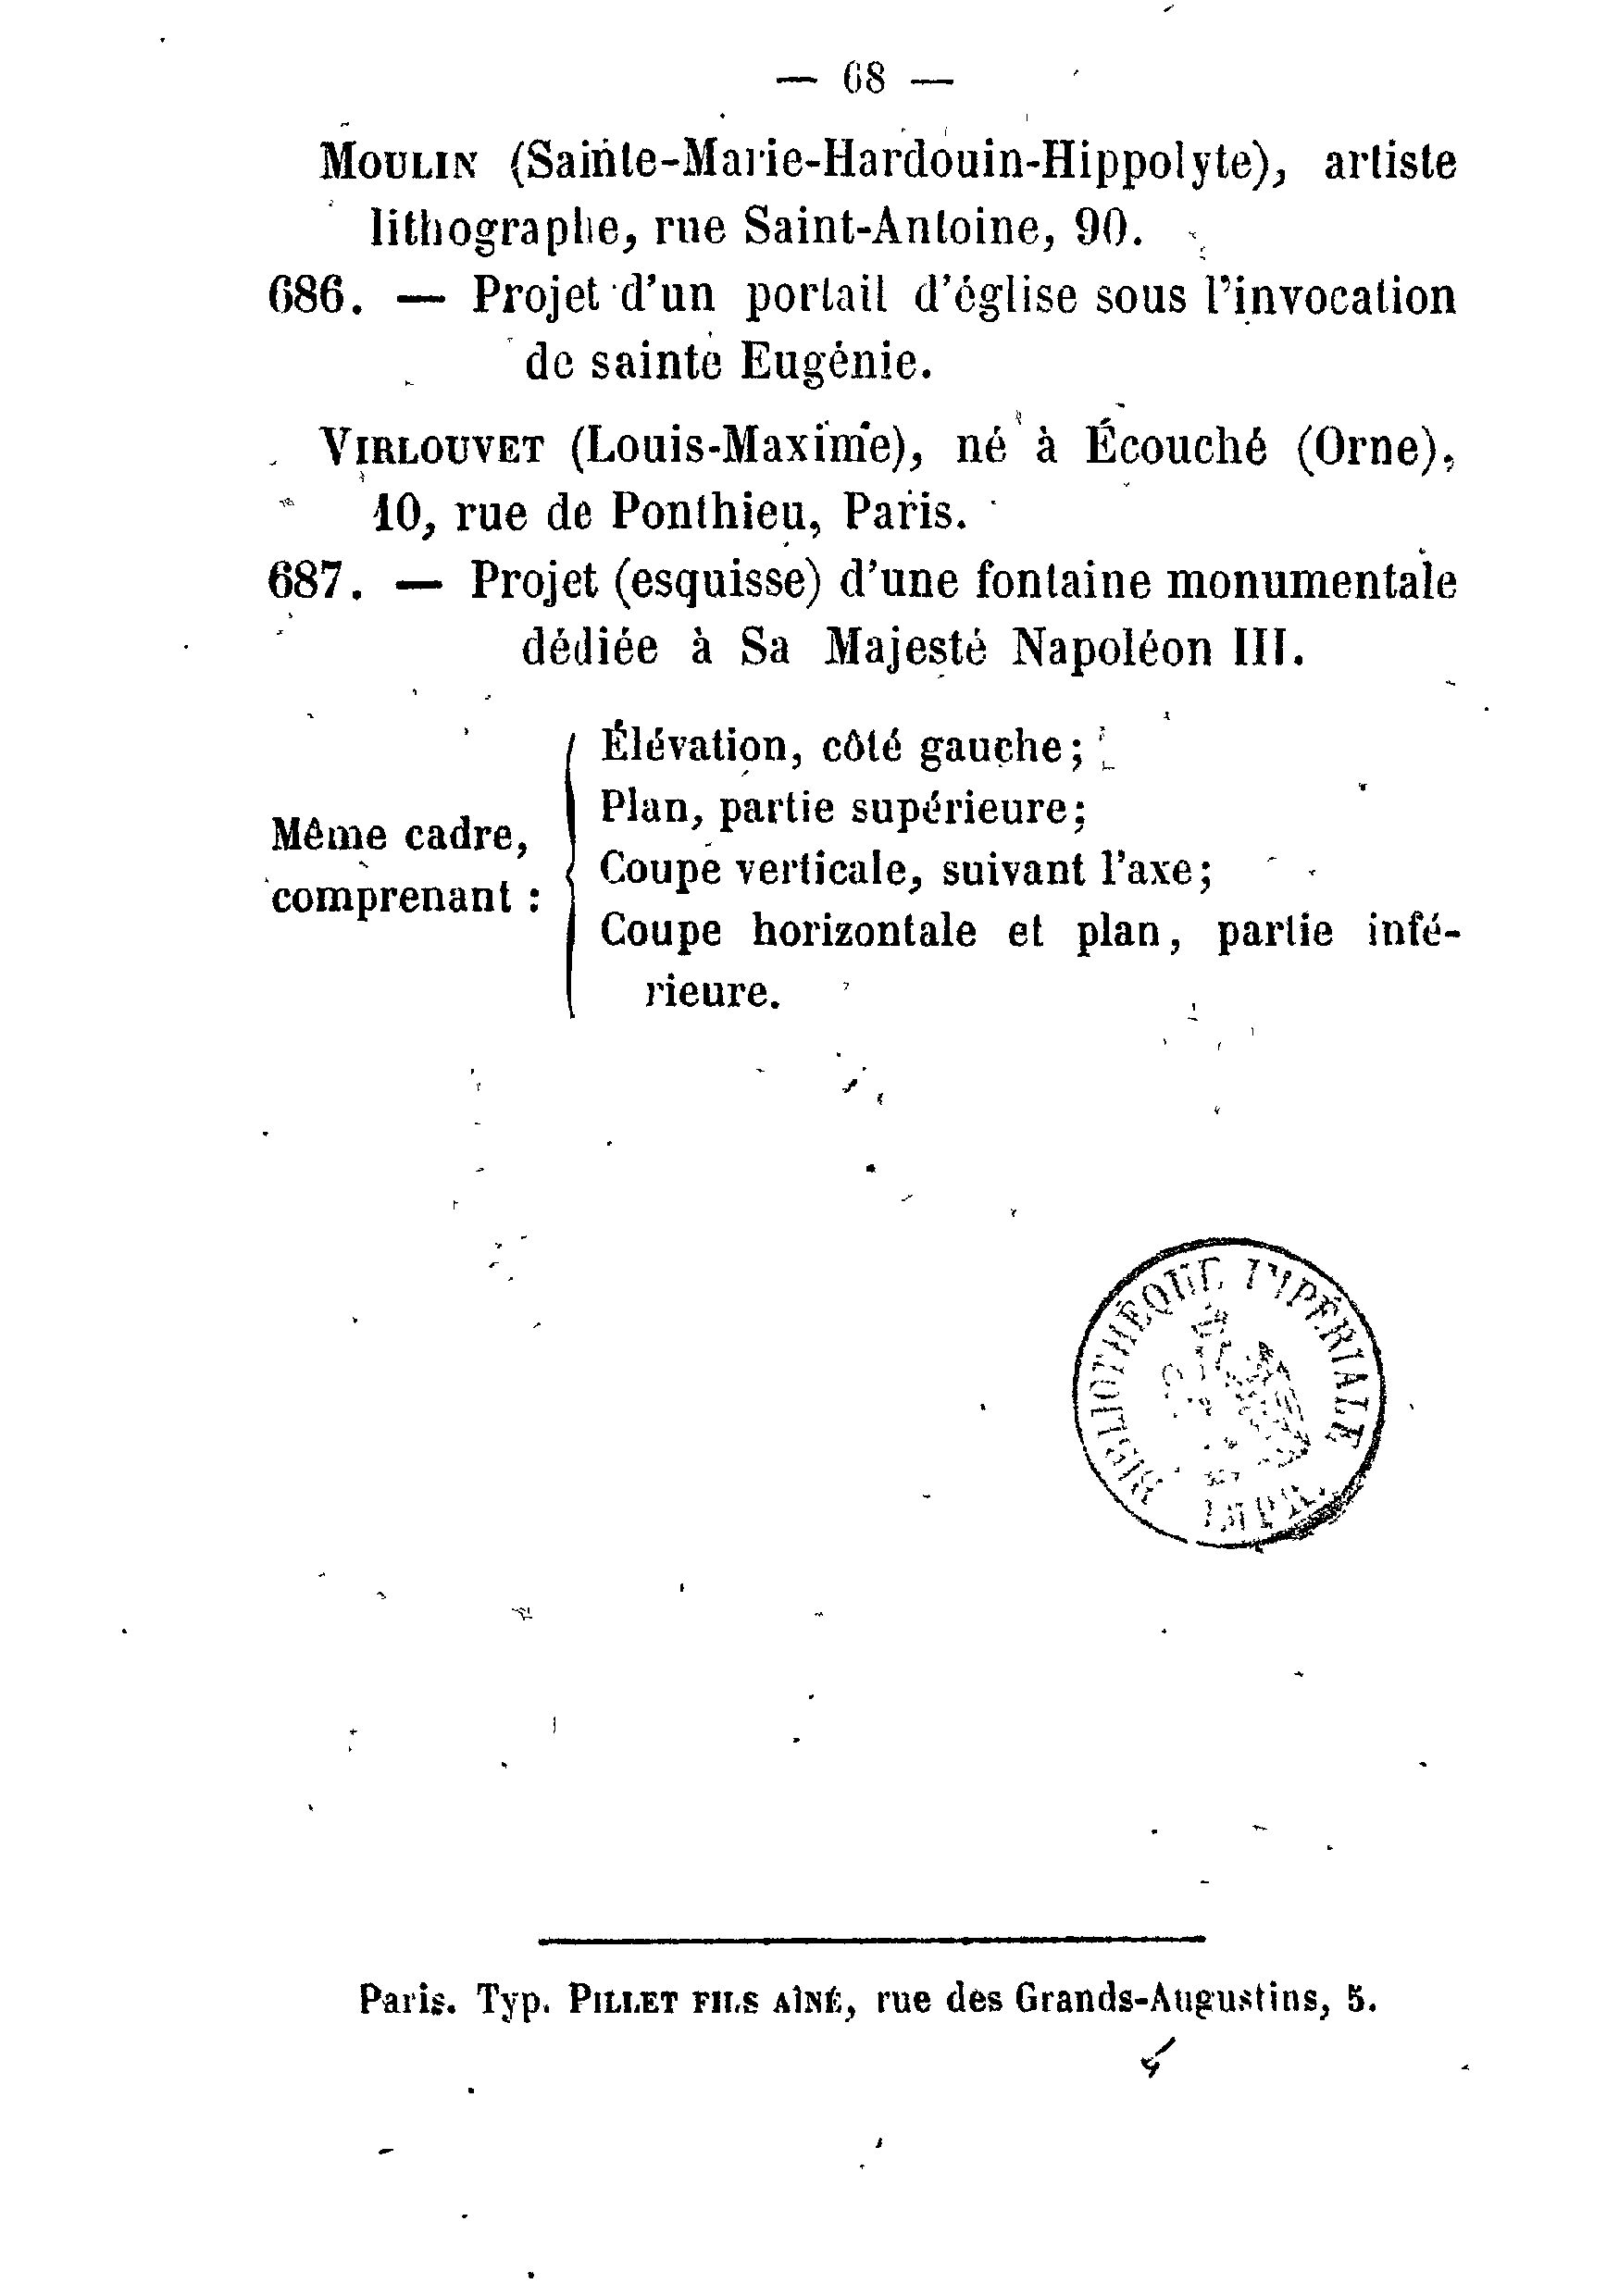 — 68 —
MOULIN (Sainte-Marie-Hardouin-Hippolyte), artiste
lithographe, rue Saint-Antoine, 90.
686. — Projet d'un portail d'église sous l'invocation
de sainte Eugénie.
VIRLOUVET (Louis-Maxime), né à Écouché (Orne),
10, rue de Ponthieu, Paris.
687. — Projet (esquisse) d'une fontaine monumentale
dédiée à Sa Majesté Napoléon III.
Même cadre,
comprenant :
Élévation, côté gauche;
Plan, partie supérieure;
Coupe verticale, suivant l'axe;
Coupe horizontale et plan, partie infé-
rieure.
BIBLIOTHÈQUE IMPÉRIALE
Paris. Typ. PILLET FILS AÎNÉ, rue des Grands-Augustins, 5.